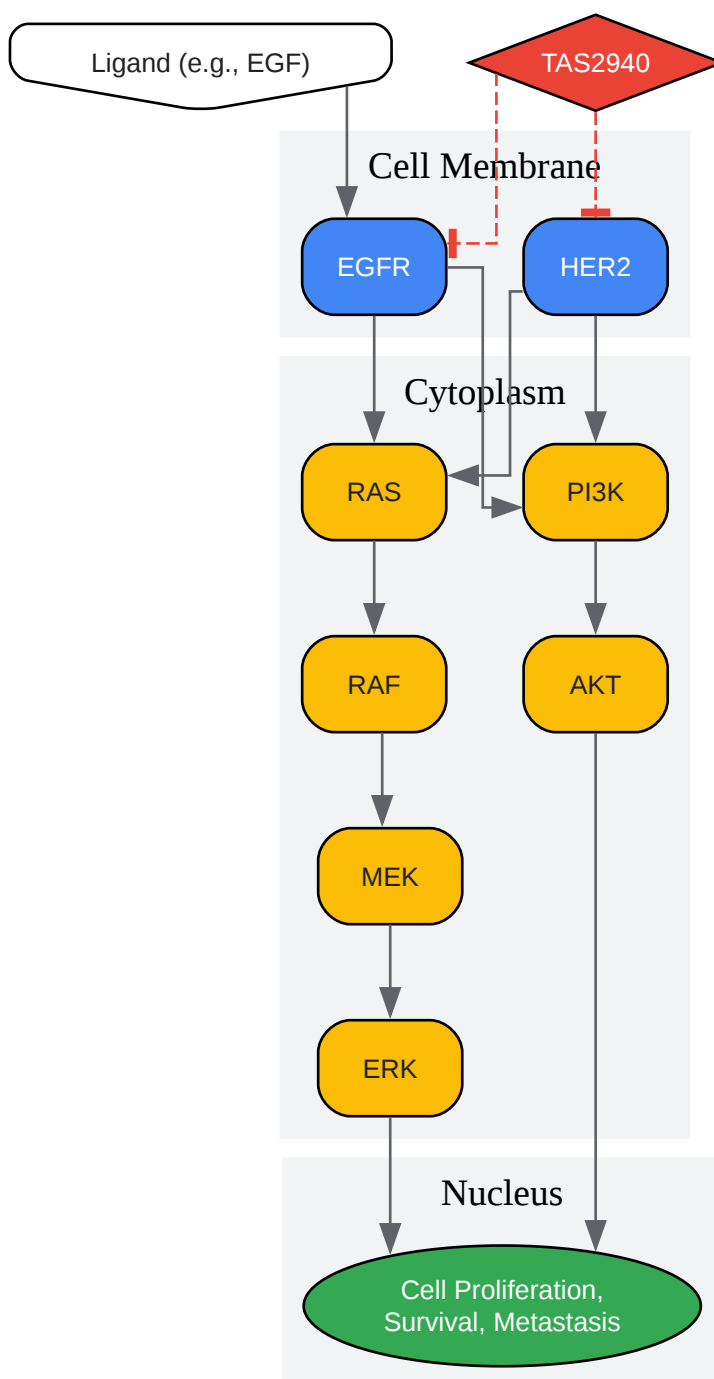 Ligand (e.g., EGF)
TAS2940
Cell Membrane
EGFR
HER2
Cytoplasm
RAS
PI3K
RAF
AKT
MEK
ERK
Nucleus
Cell Proliferation,
Survival, Metastasis